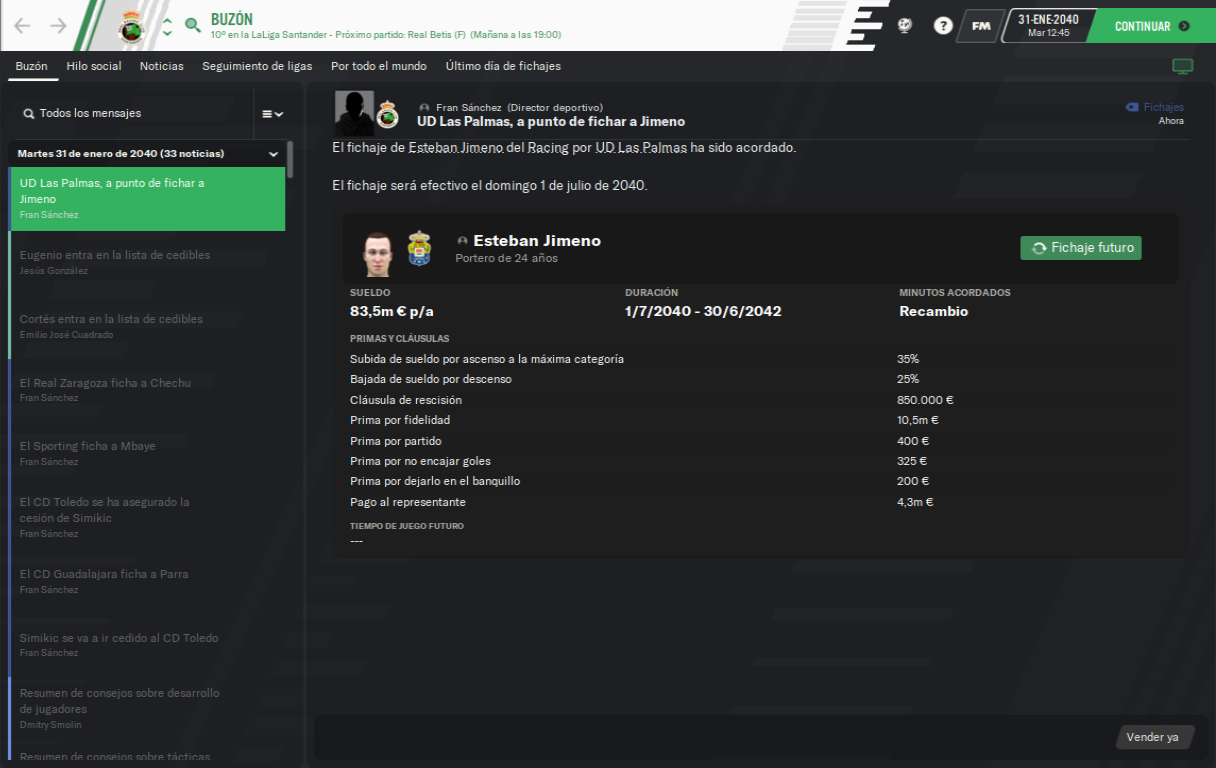 BUZÓN
10º en la LaLiga Santander - Próximo partido: Real Betis (F) (Mañana a las 19:00)
?
FM
31-ENE-2040
Mar 12:45
CONTINUAR
Buzón
Hilo social
Noticias
Seguimiento de ligas
Por todo el mundo
Último día de fichajes
Todos los mensajes
Martes 31 de enero de 2040 (33 noticias)
UD Las Palmas, a punto de fichar a
Jimeno
Fran Sánchez
Eugenio entra en la lista de cedibles
Jesús González
Cortés entra en la lista de cedibles
Emilio José Cuadrado
El Real Zaragoza ficha a Chechu
Fran Sánchez
El Sporting ficha a Mbaye
Fran Sánchez
El CD Toledo se ha asegurado la
cesión de Simikic
Fran Sánchez
El CD Guadalajara ficha a Parra
Fran Sánchez
Simikic se va a ir cedido al CD Toledo
Fran Sánchez
Resumen de consejos sobre desarrollo
de jugadores
Dmitry Smolin
Resumen de consejos sobre tácticas
Fran Sánchez (Director deportivo)
UD Las Palmas, a punto de fichar a Jimeno
Fichajes
Ahora
El fichaje de Esteban Jimeno del Racing por UD Las Palmas ha sido acordado.
El fichaje será efectivo el domingo 1 de julio de 2040.
Esteban Jimeno
Portero de 24 años
Fichaje futuro
SUELDO
DURACIÓN
MINUTOS ACORDADOS
83,5m € p/a
1/7/2040 - 30/6/2042
Recambio
PRIMAS Y CLÁUSULAS
Subida de sueldo por ascenso a la máxima categoría 35%
Bajada de sueldo por descenso 25%
Cláusula de rescisión 850.000 €
Prima por fidelidad 10,5m €
Prima por partido 400 €
Prima por no encajar goles 325 €
Prima por dejarlo en el banquillo 200 €
Pago al representante 4,3m €
TIEMPO DE JUEGO FUTURO
---
Vender ya